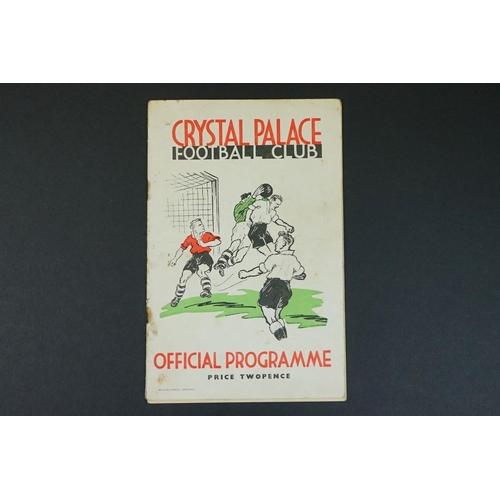 CRYSTAL PALACE
FOOTBALL CLUB
OFFICIAL PROGRAMME
PRICE TWOPENCE